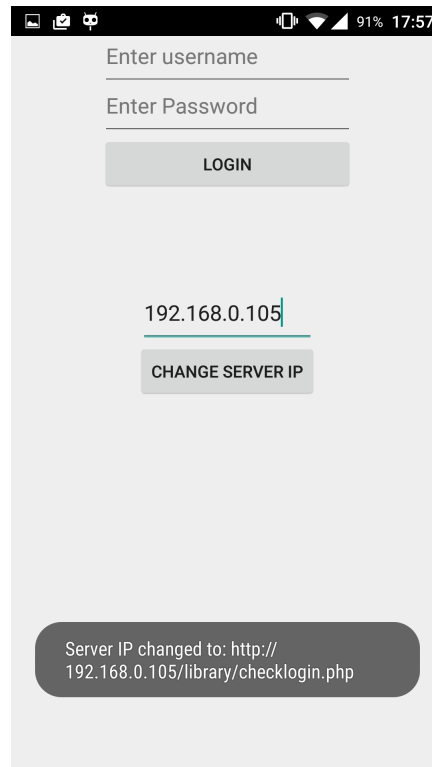 91% 17:57
Enter username
Enter Password
LOGIN
192.168.0.105
CHANGE SERVER IP
Server IP changed to: http://
192.168.0.105/library/checklogin.php